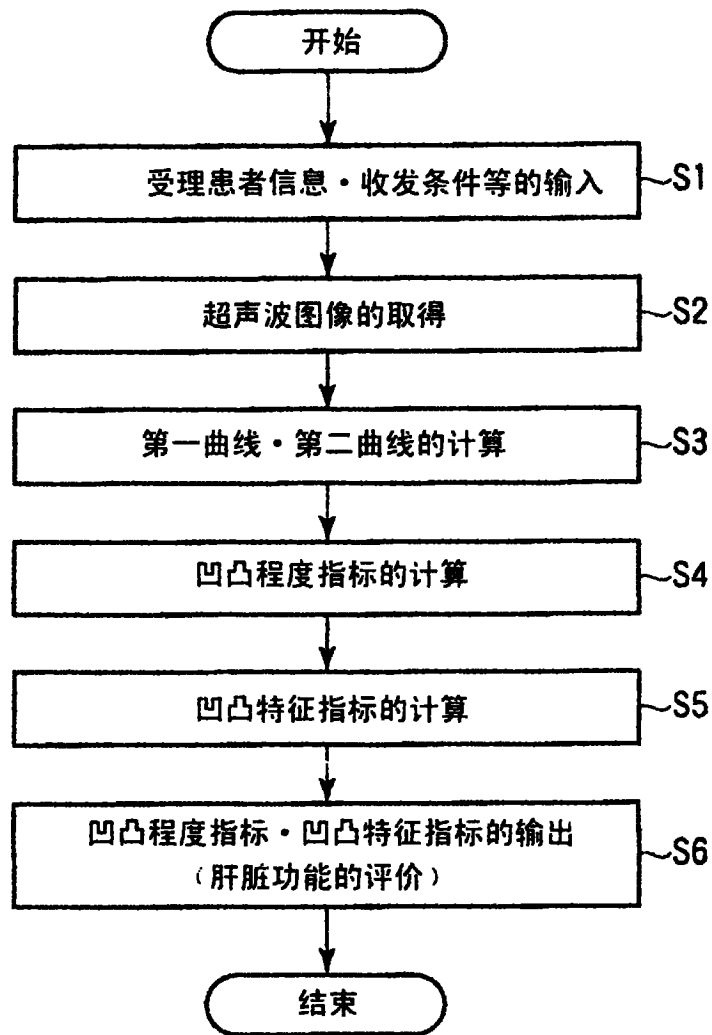 开始
受理患者信息·收发条件等的输入
S1
超声波图像的取得
S2
第一曲线·第二曲线的计算
S3
凹凸程度指标的计算
S4
凹凸特征指标的计算
S5
凹凸程度指标·凹凸特征指标的输出
（肝脏功能的评价）
S6
结束